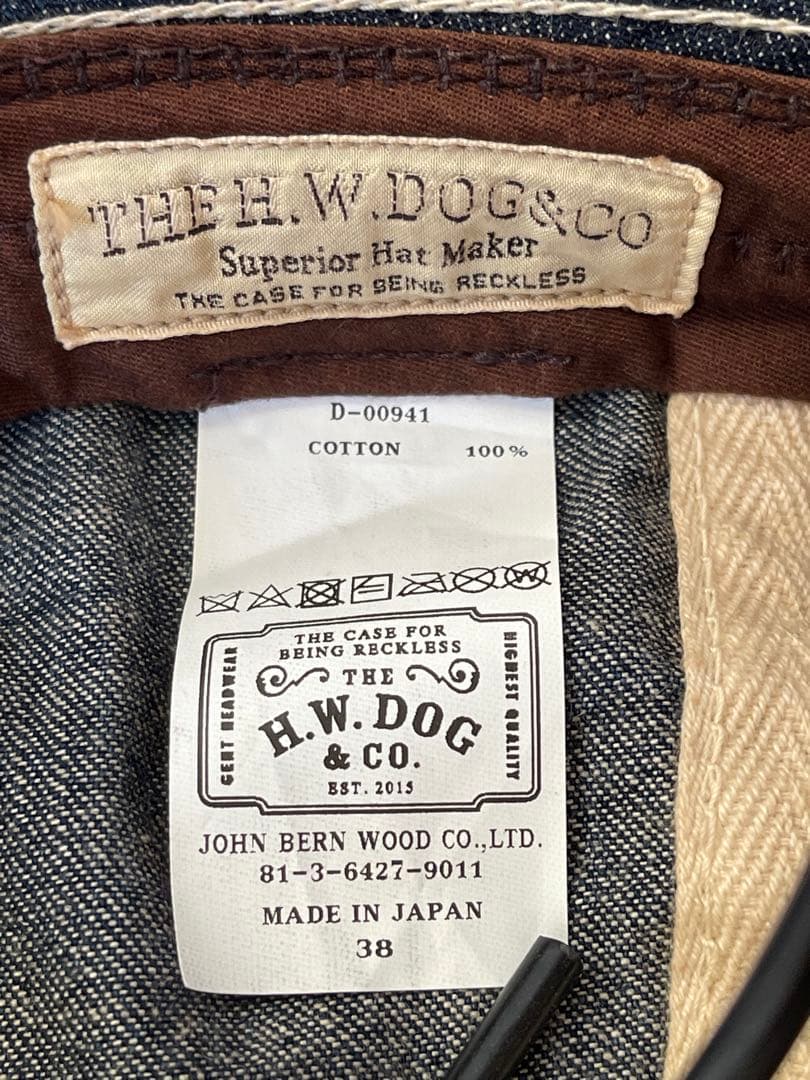 THE H.W.DOG&CO
Superior Hat Maker
THE CASE FOR BEING RECKLESS
D-00941
COTTON 100%
THE CASE FOR
BEING RECKLESS
GENT HEADWEAR
THE
H.W.DOG
& CO.
EST. 2015
HIGHEST QUALITY
JOHN BERN WOOD CO.,LTD.
81-3-6427-9011
MADE IN JAPAN
38